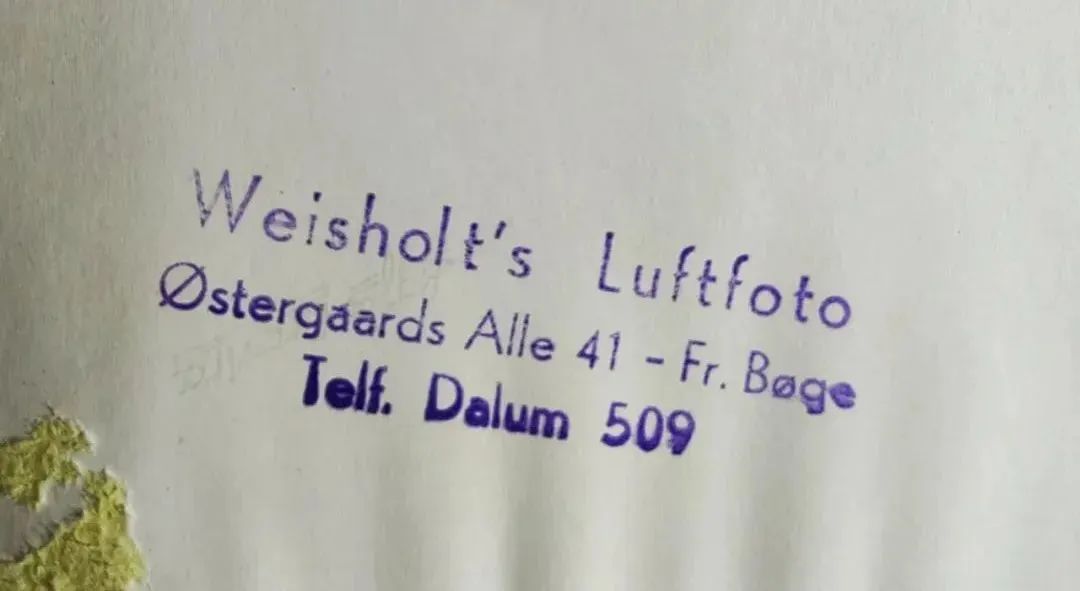 Weisholt's Luftfoto
Østergaards Alle 41 - Fr. Bøge
Telf. Dalum 509